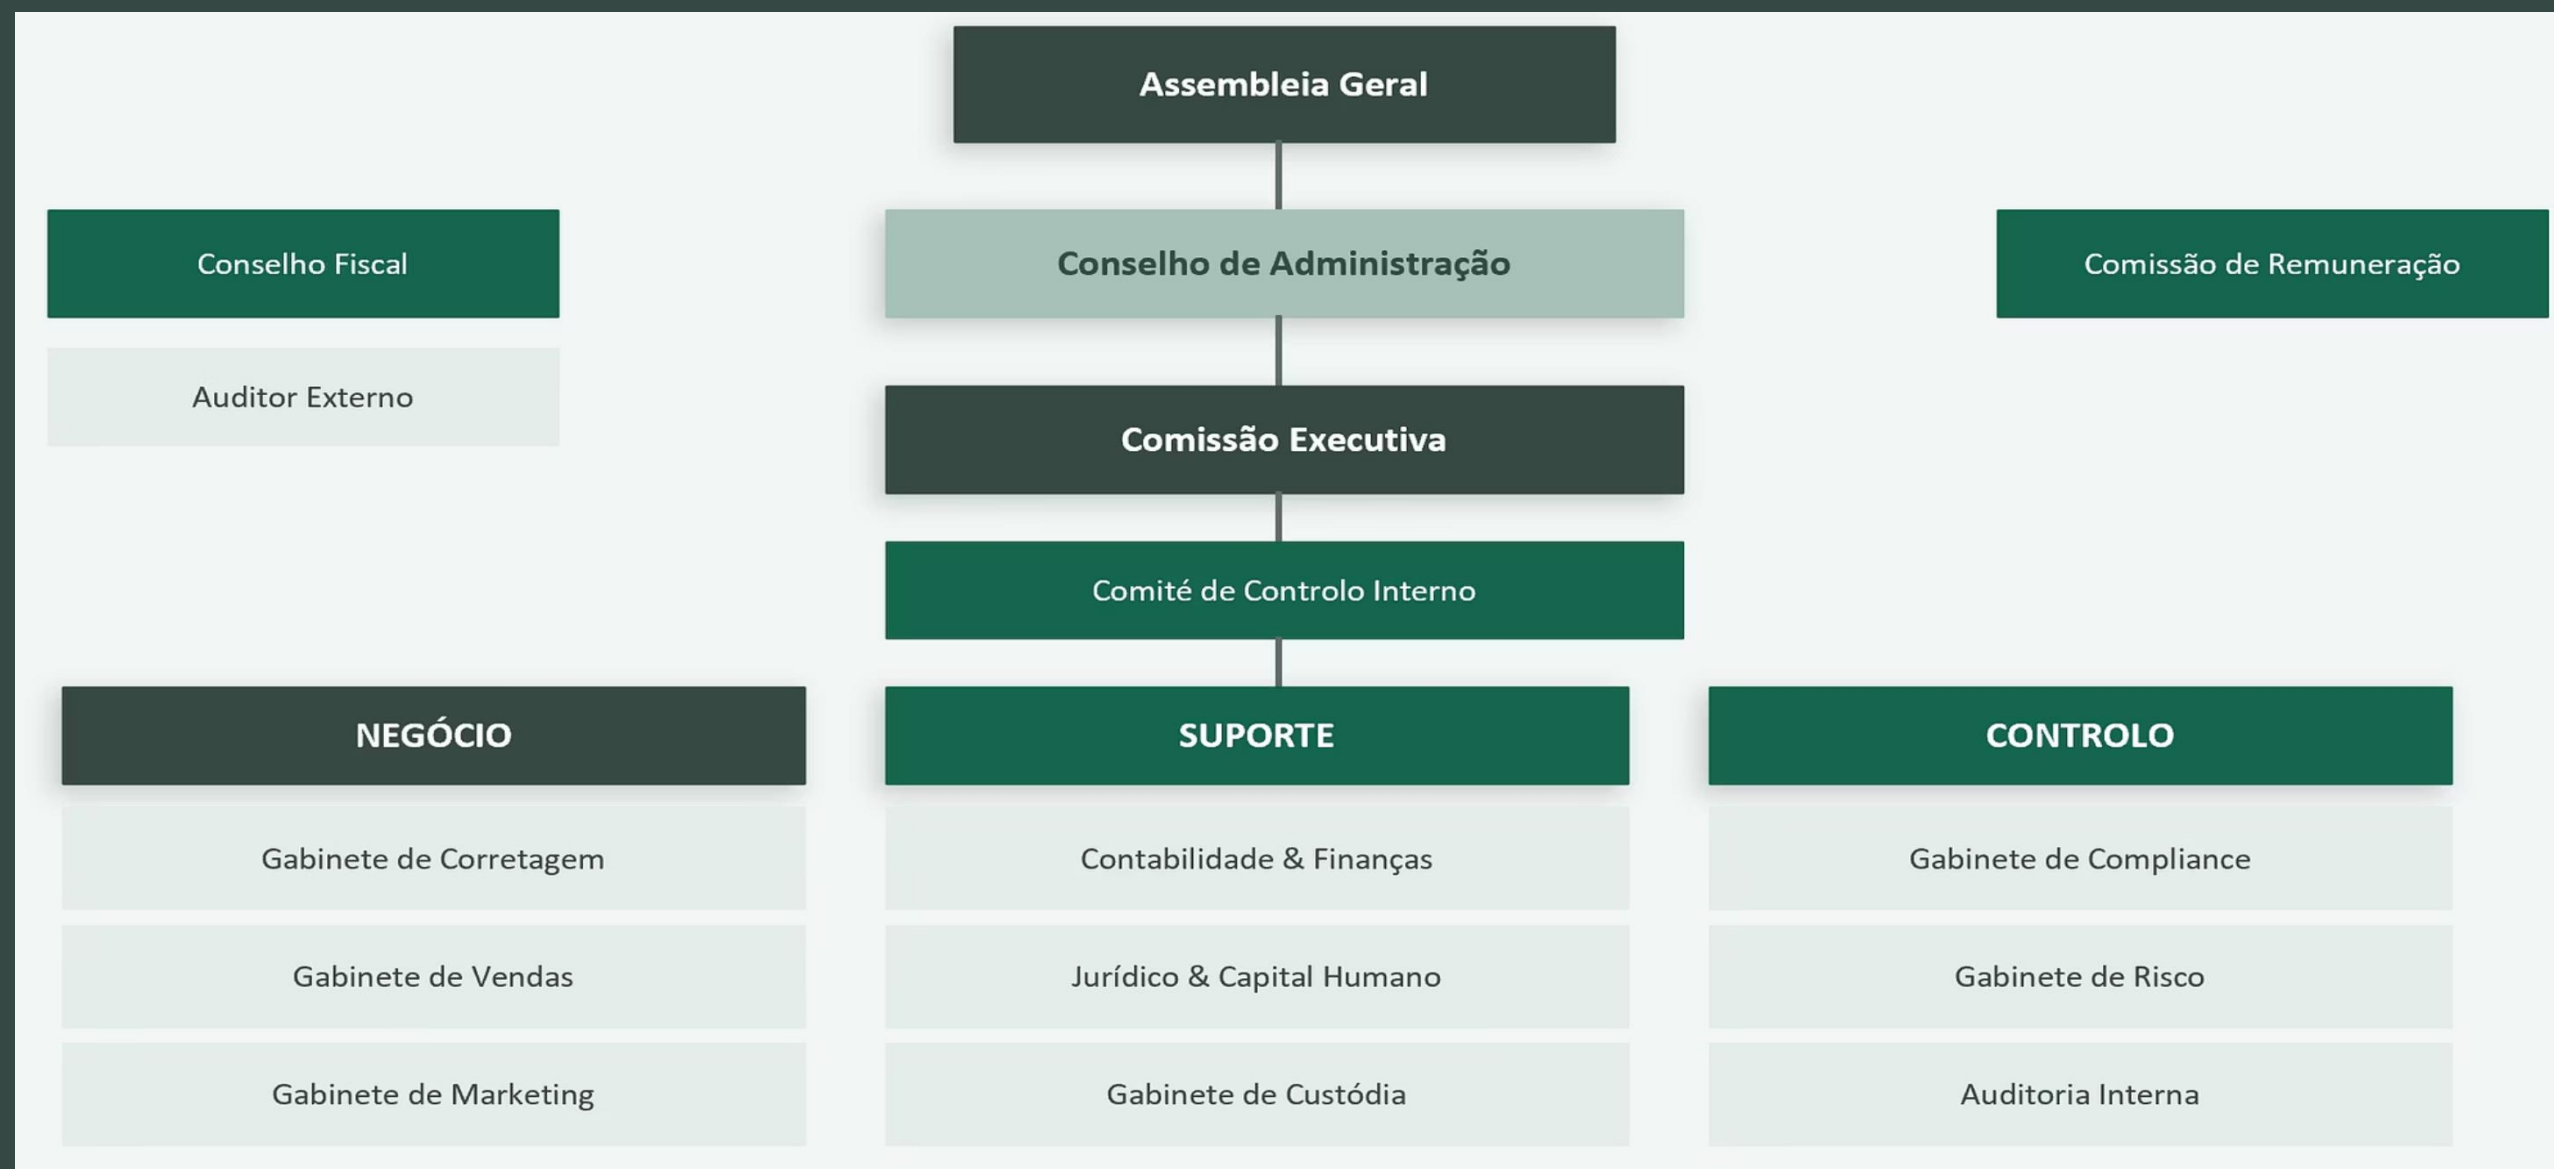 Assembleia Geral
Conselho Fiscal
Conselho de Administração
Comissão de Remuneração
Auditor Externo
Comissão Executiva
Comité de Controlo Interno
NEGÓCIO
SUPORTE
CONTROLO
Gabinete de Corretagem
Contabilidade & Finanças
Gabinete de Compliance
Gabinete de Vendas
Jurídico & Capital Humano
Gabinete de Risco
Gabinete de Marketing
Gabinete de Custódia
Auditoria Interna